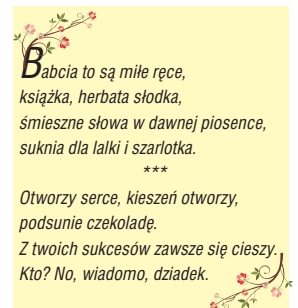 Babcia to są miłe ręce,
książka, herbata słodka,
śmieszne słowa w dawnej piosence,
suknia dla lalki i szarlotka.
***
Otworzy serce, kieszeń otworzy,
podsunie czekoladę.
Z twoich sukcesów zawsze się cieszy.
Kto? No, wiadomo, dziadek.